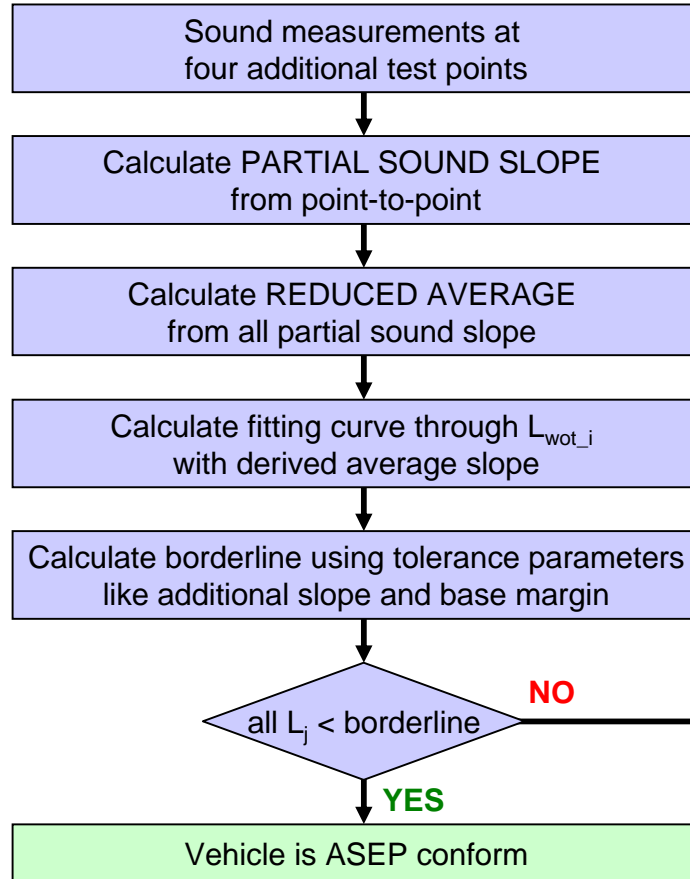 Sound measurements at
four additional test points
Calculate PARTIAL SOUND SLOPE
from point-to-point
Calculate REDUCED AVERAGE
from all partial sound slope
Calculate fitting curve through L_wot_i
with derived average slope
Calculate borderline using tolerance parameters
like additional slope and base margin
all L_j < borderline
NO
YES
Vehicle is ASEP conform